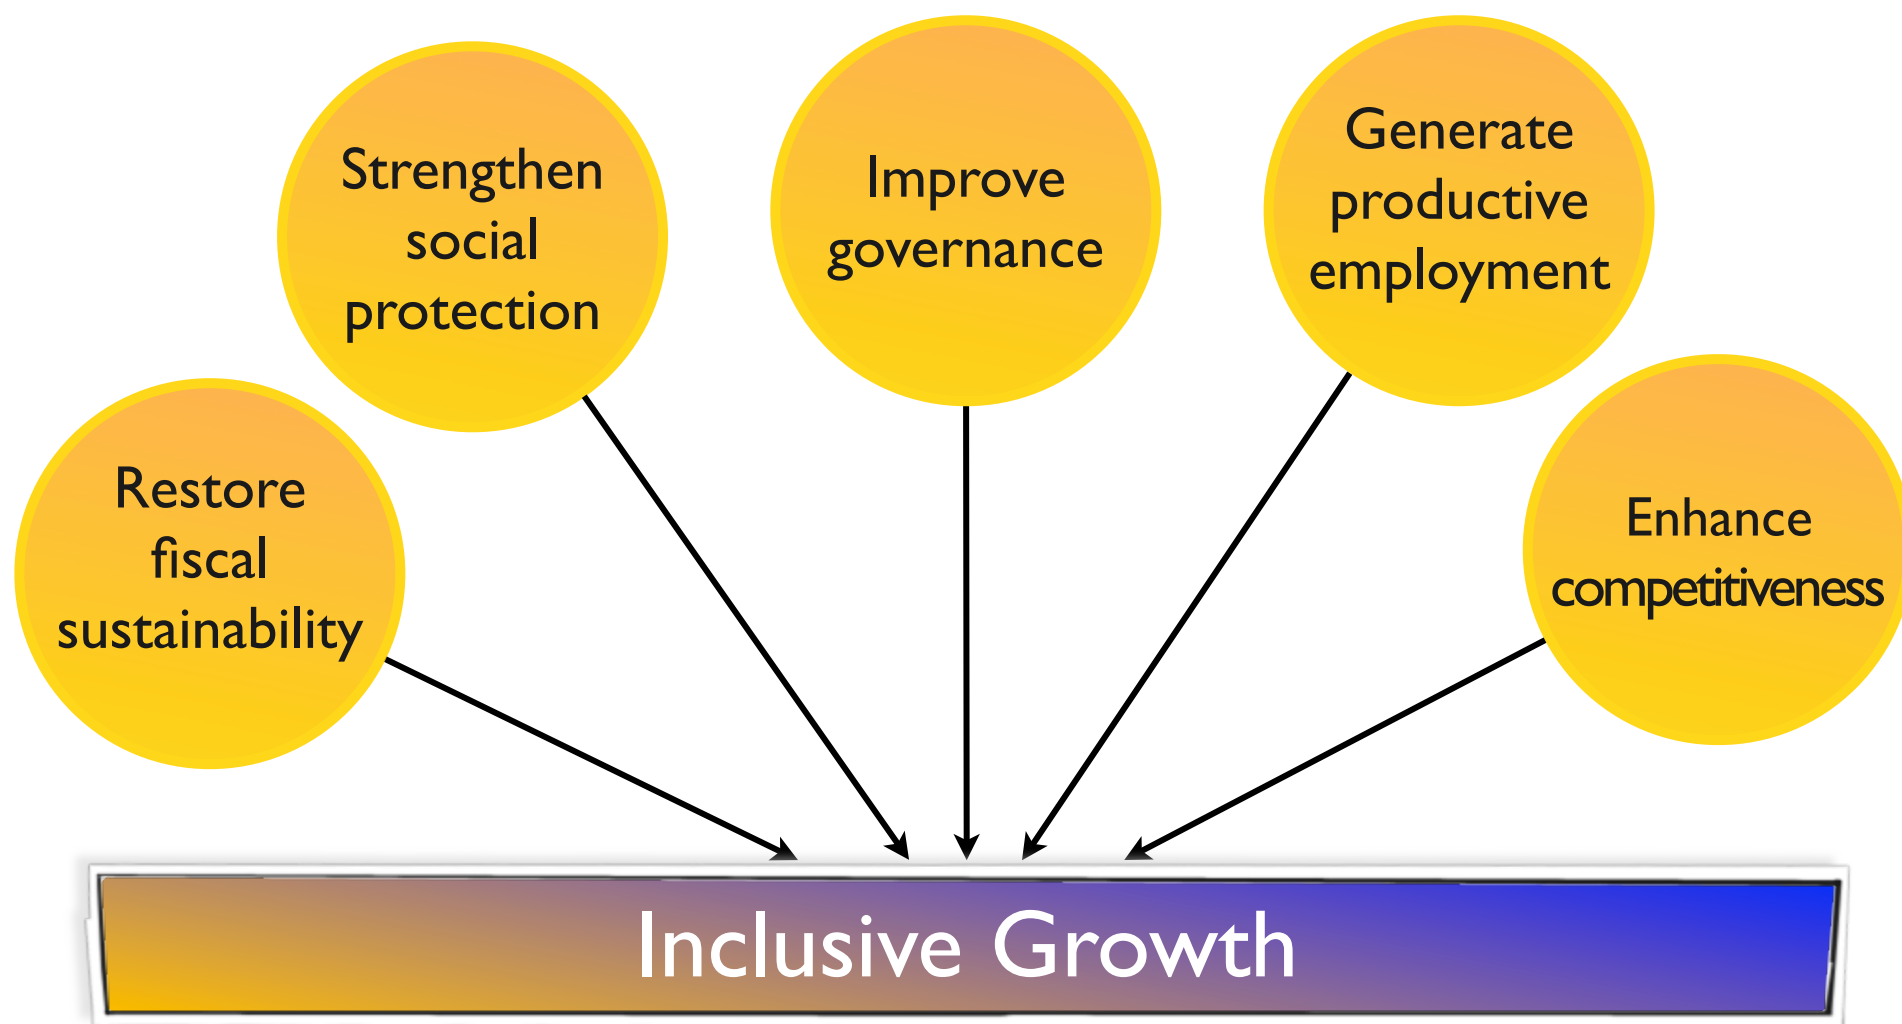 Restore
fiscal
sustainability
Strengthen
social
protection
Improve
governance
Generate
productive
employment
Enhance
competitiveness
Inclusive Growth